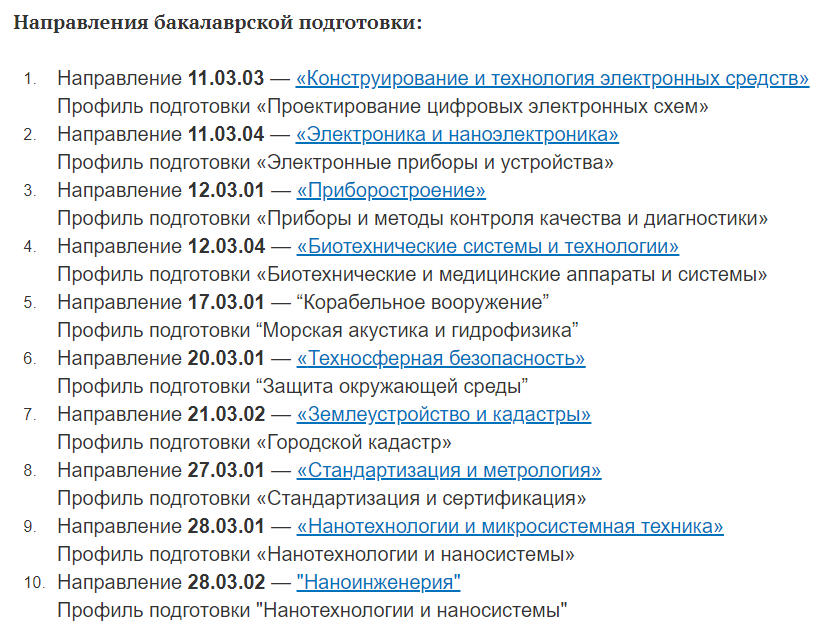 Направления бакалаврской подготовки:
1. Направление 11.03.03 — «Конструирование и технология электронных средств»
Профиль подготовки «Проектирование цифровых электронных схем»
2. Направление 11.03.04 — «Электроника и наноэлектроника»
Профиль подготовки «Электронные приборы и устройства»
3. Направление 12.03.01 — «Приборостроение»
Профиль подготовки «Приборы и методы контроля качества и диагностики»
4. Направление 12.03.04 — «Биотехнические системы и технологии»
Профиль подготовки «Биотехнические и медицинские аппараты и системы»
5. Направление 17.03.01 — “Корабельное вооружение”
Профиль подготовки “Морская акустика и гидрофизика”
6. Направление 20.03.01 — «Техносферная безопасность»
Профиль подготовки “Защита окружающей среды”
7. Направление 21.03.02 — «Землеустройство и кадастры»
Профиль подготовки «Городской кадастр»
8. Направление 27.03.01 — «Стандартизация и метрология»
Профиль подготовки «Стандартизация и сертификация»
9. Направление 28.03.01 — «Нанотехнологии и микросистемная техника»
Профиль подготовки «Нанотехнологии и наносистемы»
10. Направление 28.03.02 — "Наноинженерия"
Профиль подготовки "Нанотехнологии и наносистемы"